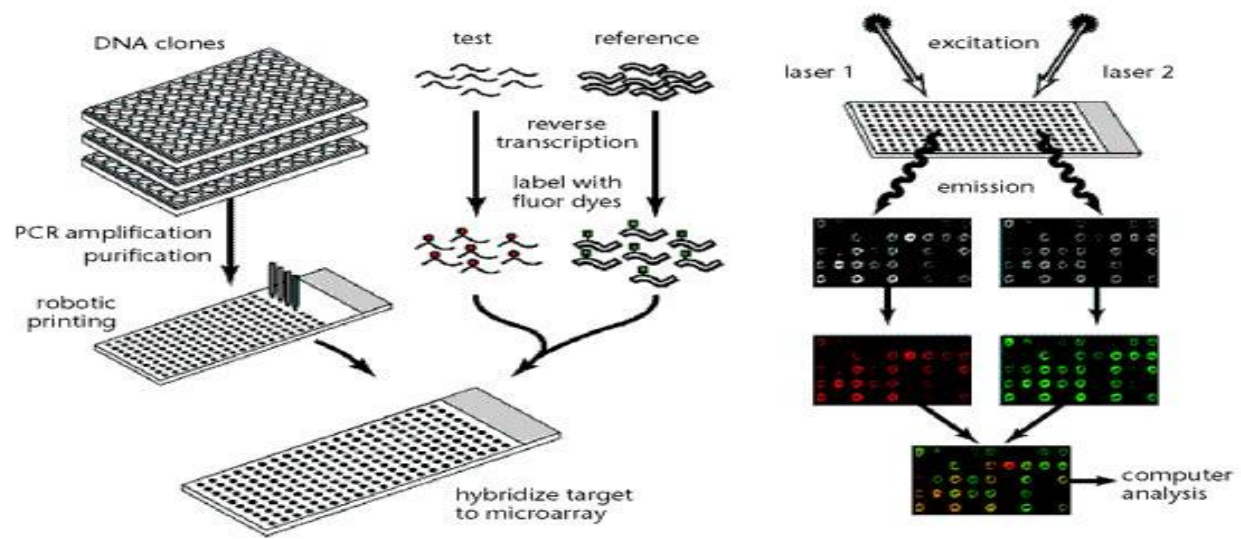 DNA clones
PCR amplification
purification
robotic
printing
test
reference
reverse
transcription
label with
fluor dyes
hybridize target
to microarray
excitation
laser 1
laser 2
emission
computer
analysis